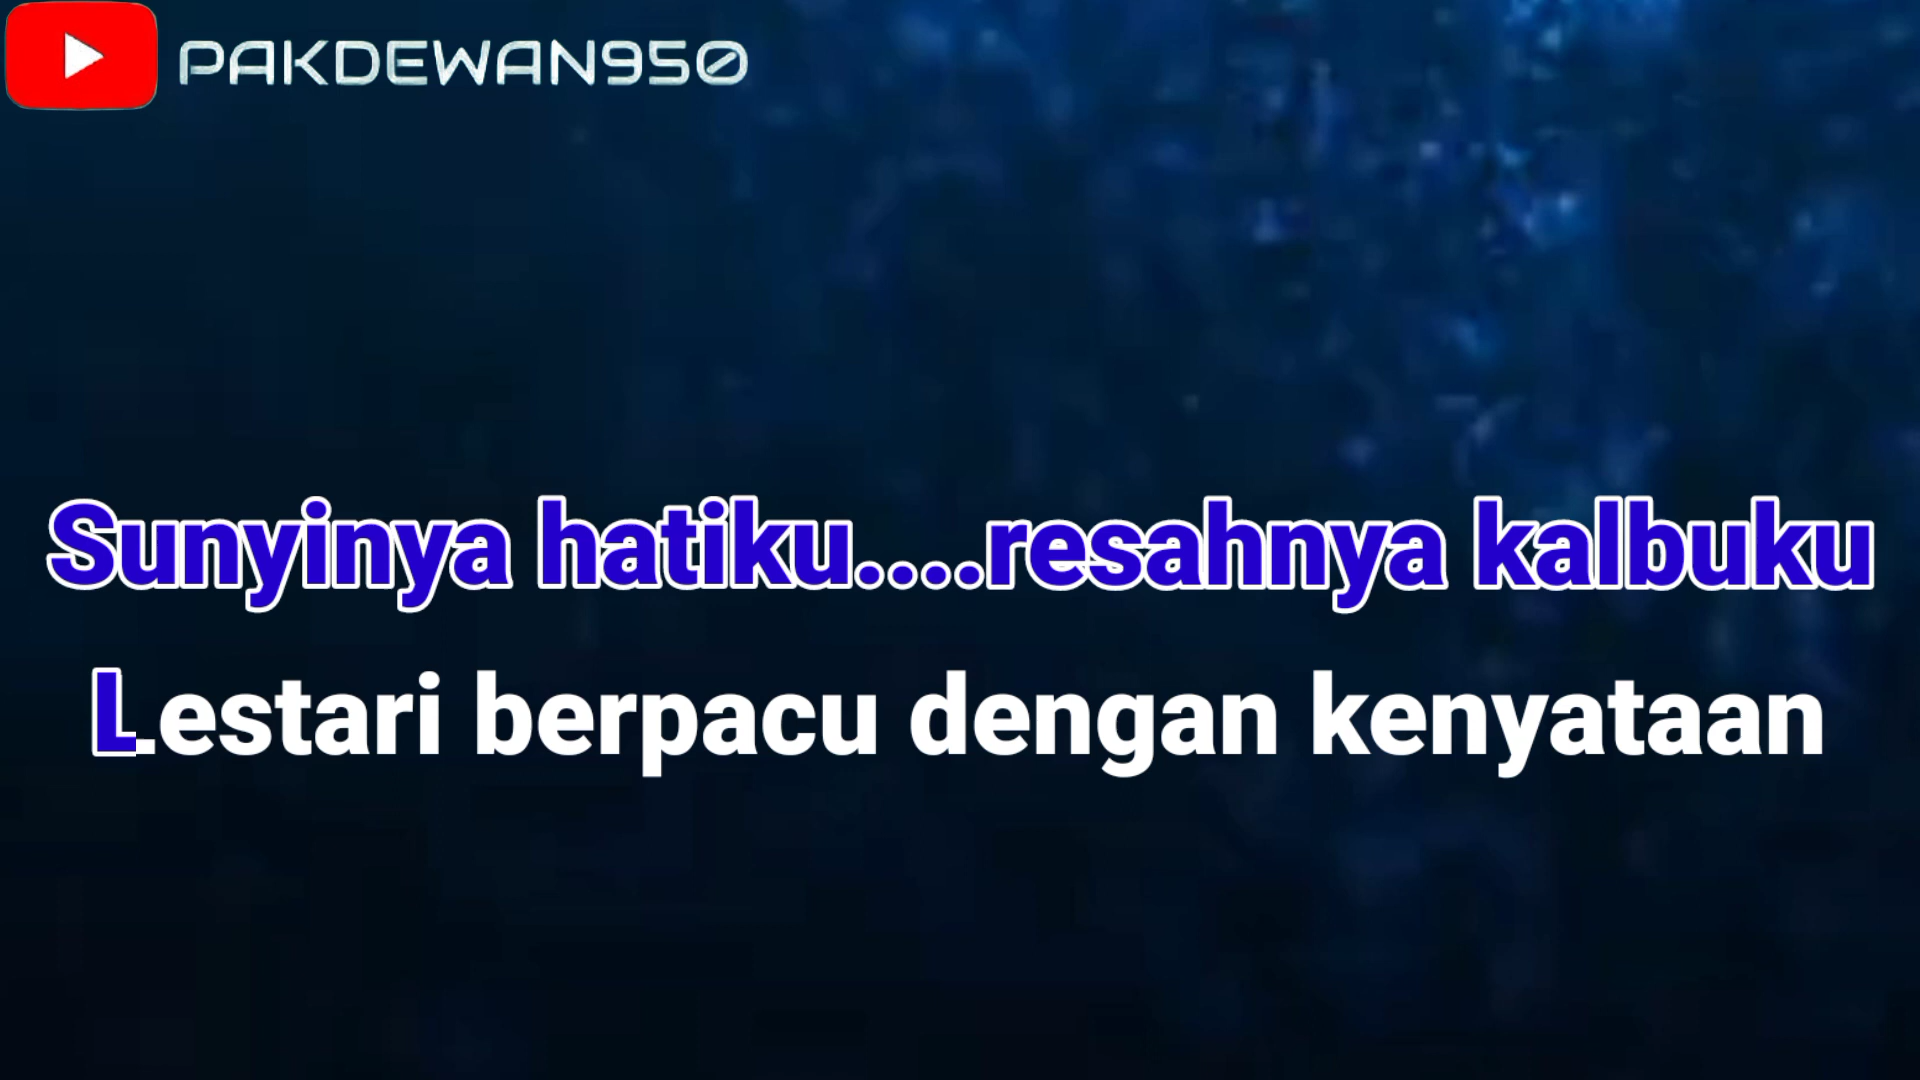 PAKDEWAN950
Sunyinya hatiku....resahnya kalbuku
Lestari berpacu dengan kenyataan